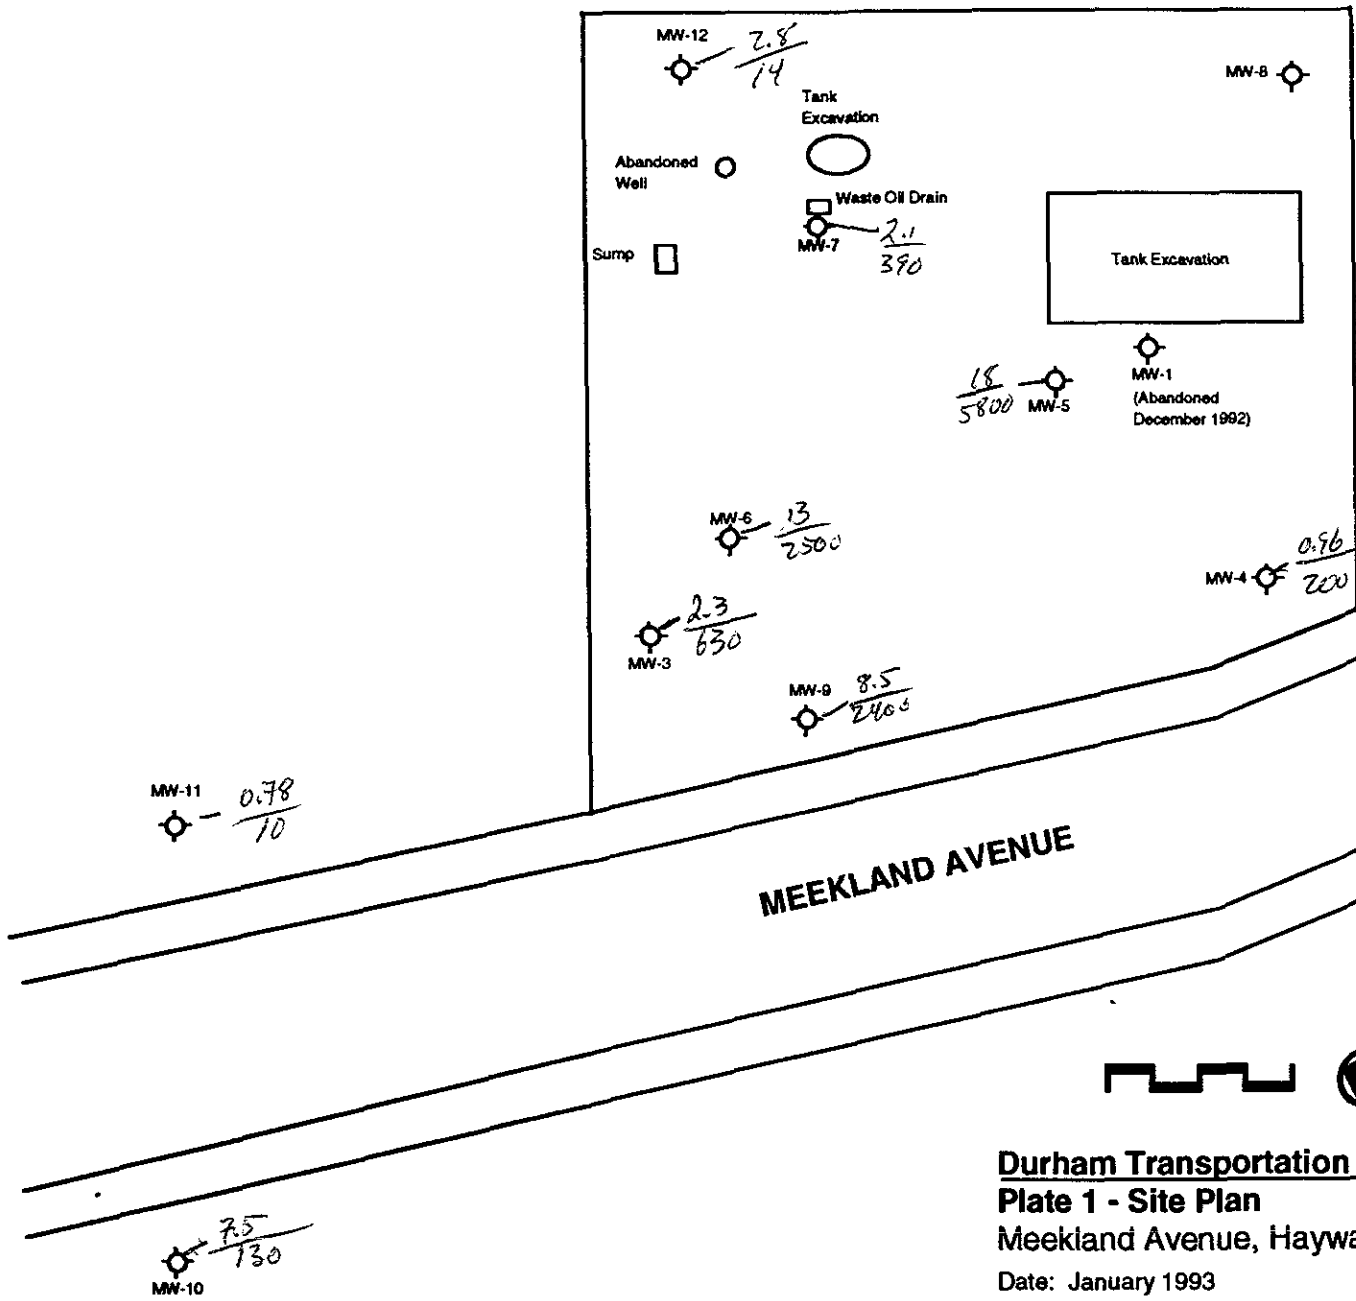 MW-12
2.8
14
MW-8
Tank
Excavation
Abandoned
Well
Waste Oil Drain
MW-7
2.1
390
Sump
Tank Excavation
MW-1
(Abandoned
December 1992)
18
5800
MW-5
MW-6
13
2500
MW-4
0.96
200
2.3
630
MW-3
MW-9
8.5
2400
MW-11
0.78
10
MEEKLAND AVENUE
7.5
130
MW-10
Durham Transportation
Plate 1 - Site Plan
Meekland Avenue, Haywa
Date: January 1993